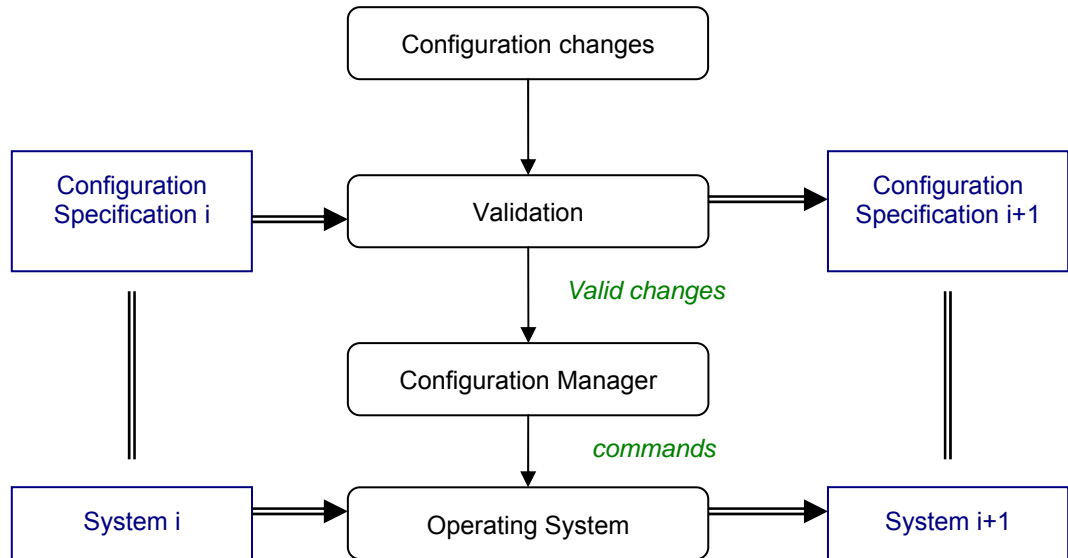 Configuration changes
Configuration
Specification i
Validation
Configuration
Specification i+1
Valid changes
Configuration Manager
commands
System i
Operating System
System i+1